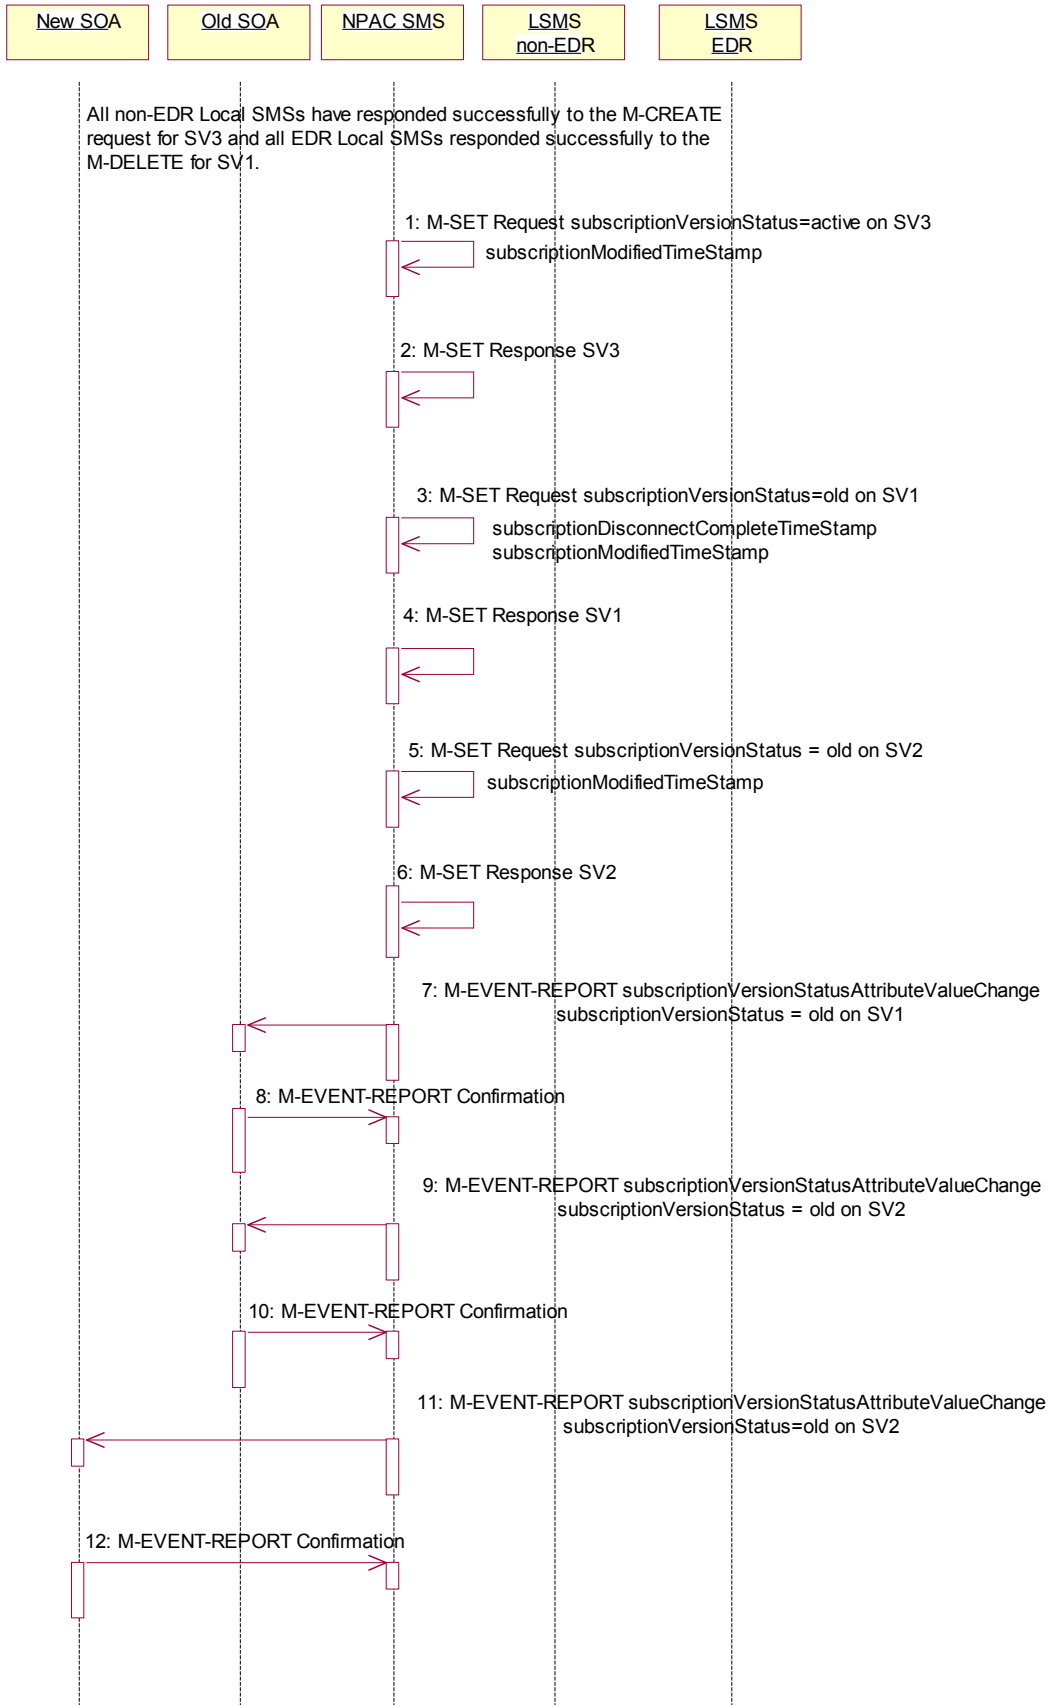 New SOA
Old SOA
NPAC SMS
LSMS
non-EDR
LSMS
EDR
All non-EDR Local SMSs have responded successfully to the M-CREATE
request for SV3 and all EDR Local SMSs responded successfully to the
M-DELETE for SV1.
1: M-SET Request subscriptionVersionStatus=active on SV3
subscriptionModifiedTimeStamp
2: M-SET Response SV3
3: M-SET Request subscriptionVersionStatus=old on SV1
subscriptionDisconnectCompleteTimeStamp
subscriptionModifiedTimeStamp
4: M-SET Response SV1
5: M-SET Request subscriptionVersionStatus = old on SV2
subscriptionModifiedTimeStamp
6: M-SET Response SV2
7: M-EVENT-REPORT subscriptionVersionStatusAttributeValueChange
subscriptionVersionStatus = old on SV1
8: M-EVENT-REPORT Confirmation
9: M-EVENT-REPORT subscriptionVersionStatusAttributeValueChange
subscriptionVersionStatus = old on SV2
10: M-EVENT-REPORT Confirmation
11: M-EVENT-REPORT subscriptionVersionStatusAttributeValueChange
subscriptionVersionStatus=old on SV2
12: M-EVENT-REPORT Confirmation